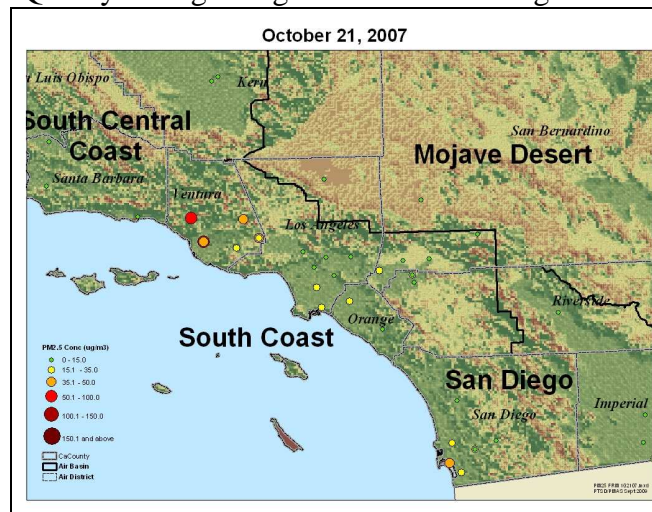 October 21, 2007
Luis Obispo
Kern
South Central
Coast
San Bernardino
Mojave Desert
Santa Barbara
Ventura
Los Angeles
Riverside
Orange
South Coast
San Diego
San Diego
Imperial
PM2.5 Conc (ug/m3)
0 - 15.0
15.1 - 35.0
35.1 - 50.0
50.1 - 100.0
100.1 - 150.0
150.1 and above
CaCounty
Air Basin
Air District